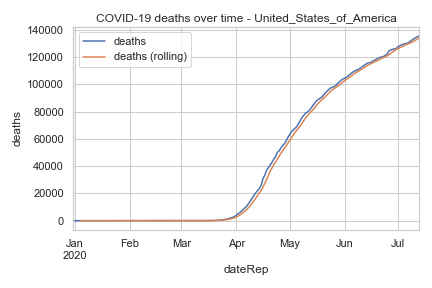 COVID-19 deaths over time - United_States_of_America
deaths
deaths (rolling)
140000
120000
100000
80000
60000
40000
20000
0
deaths
Jan Feb Mar Apr May Jun Jul
2020
dateRep